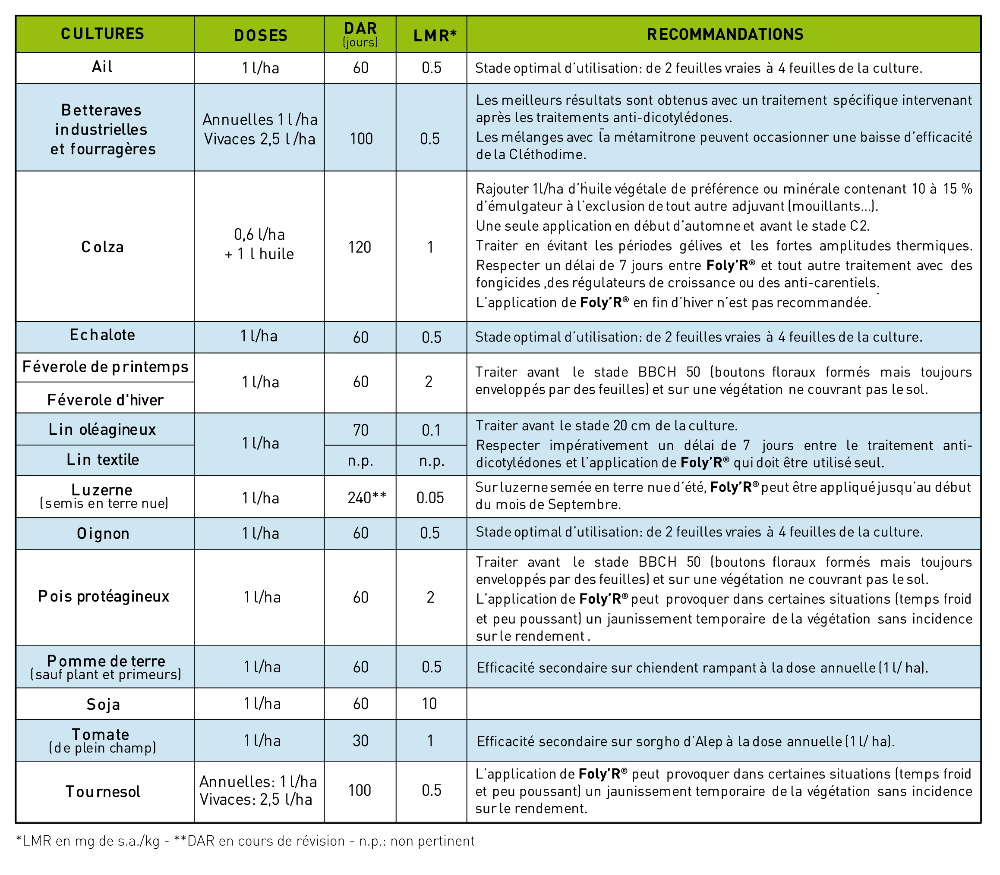 CULTURES DOSES DAR (jours) LMR* RECOMMANDATIONS
Ail 1 l/ha 60 0.5 Stade optimal d'utilisation: de 2 feuilles vraies à 4 feuilles de la culture.
Betteraves
industrielles
et fourragères
Annuelles 1 l /ha
Vivaces 2,5 l /ha
100
0.5
Les meilleurs résultats sont obtenus avec un traitement spécifique intervenant
après les traitements anti-dicotylédones.
Les mélanges avec la métamitrone peuvent occasionner une baisse d'efficacité
de la Cléthodime.
Colza
0,6 l/ha
+ 1 l huile
120
1
Rajouter 1l/ha d'huile végétale de préférence ou minérale contenant 10 à 15 %
d'émulgateur à l'exclusion de tout autre adjuvant (mouillants...).
Une seule application en début d'automne et avant le stade C2.
Traiter en évitant les périodes gélives et les fortes amplitudes thermiques.
Respecter un délai de 7 jours entre Foly'R® et tout autre traitement avec des
fongicides ,des régulateurs de croissance ou des anti-carentiels.
L'application de Foly'R® en fin d'hiver n'est pas recommandée.
Echalote 1 l/ha 60 0.5 Stade optimal d'utilisation: de 2 feuilles vraies à 4 feuilles de la culture.
Féverole de printemps
Féverole d'hiver
1 l/ha
60
2
Traiter avant le stade BBCH 50 (boutons floraux formés mais toujours
enveloppés par des feuilles) et sur une végétation ne couvrant pas le sol.
Lin oléagineux
Lin textile
1 l/ha
70
0.1
n.p.
n.p.
Traiter avant le stade 20 cm de la culture.
Respecter impérativement un délai de 7 jours entre le traitement anti-
dicotylédones et l'application de Foly'R® qui doit être utilisé seul.
Luzerne
(semis en terre nue)
1 l/ha
240**
0.05
Sur luzerne semée en terre nue d'été, Foly'R® peut être appliqué jusqu'au début
du mois de Septembre.
Oignon 1 l/ha 60 0.5 Stade optimal d'utilisation: de 2 feuilles vraies à 4 feuilles de la culture.
Pois protéagineux
1 l/ha
60
2
Traiter avant le stade BBCH 50 (boutons floraux formés mais toujours
enveloppés par des feuilles) et sur une végétation ne couvrant pas le sol.
L'application de Foly'R® peut provoquer dans certaines situations (temps froid
et peu poussant) un jaunissement temporaire de la végétation sans incidence
sur le rendement .
Pomme de terre
(sauf plant et primeurs)
1 l/ha
60
0.5
Efficacité secondaire sur chiendent rampant à la dose annuelle (1 l/ ha).
Soja 1 l/ha 60 10
Tomate
(de plein champ)
1 l/ha
30
1
Efficacité secondaire sur sorgho d'Alep à la dose annuelle (1 l/ ha).
Tournesol
Annuelles: 1 l/ha
Vivaces: 2,5 l/ha
100
0.5
L'application de Foly'R® peut provoquer dans certaines situations (temps froid
et peu poussant) un jaunissement temporaire de la végétation sans incidence
sur le rendement.
*LMR en mg de s.a./kg - **DAR en cours de révision - n.p.: non pertinent